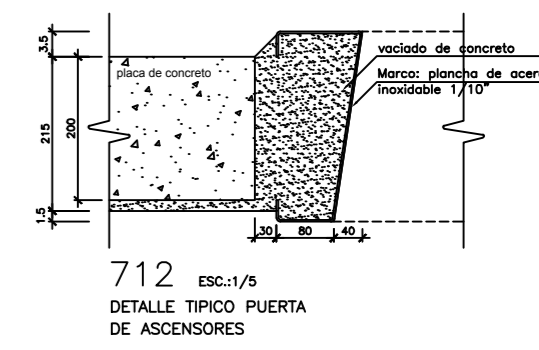 3.5
vaciado de concreto
placa de concreto
Marco: plancha de acer
inoxidable 1/10"
215
200
1.5
30 80 40
712 ESC.:1/5
DETALLE TIPICO PUERTA
DE ASCENSORES